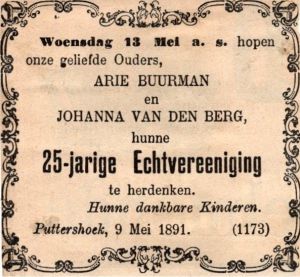 Woensdag 13 Mei a. s. hopen
onze geliefde Ouders,
ARIE BUURMAN
en
JOHANNA VAN DEN BERG,
hunne
25-jarige Echtvereeniging
te herdenken.
Hunne dankbare Kinderen.
Puttershoek, 9 Mei 1891. (1173)